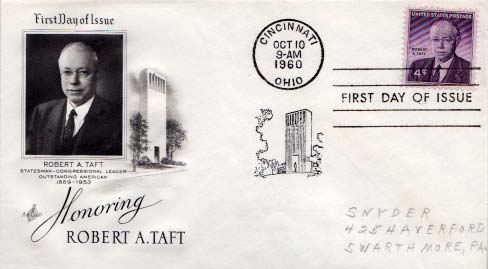 First Day of Issue
ROBERT A. TAFT
STATESMAN-CONGRESSIONAL LEADER
OUTSTANDING AMERICAN
1889-1953
Art Craft
Honoring
ROBERT A. TAFT
CINCINNATI
OCT 10
9-AM
1960
OHIO
UNITED STATES POSTAGE
ROBERT
A. TAFT
4¢
FIRST DAY OF ISSUE
SNYDER
425 HAVERFORD
SWARTHMORE, PA.